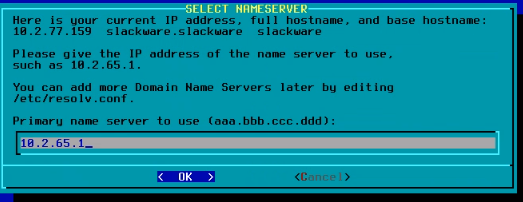 SELECT NAMESERVER
Here is your current IP address, full hostname, and base hostname:
10.2.77.159  slackware.slackware  slackware
Please give the IP address of the name server to use,
such as 10.2.65.1.
You can add more Domain Name Servers later by editing
/etc/resolv.conf.
Primary name server to use (aaa.bbb.ccc.ddd):
10.2.65.1_
<  OK  > <Cancel>